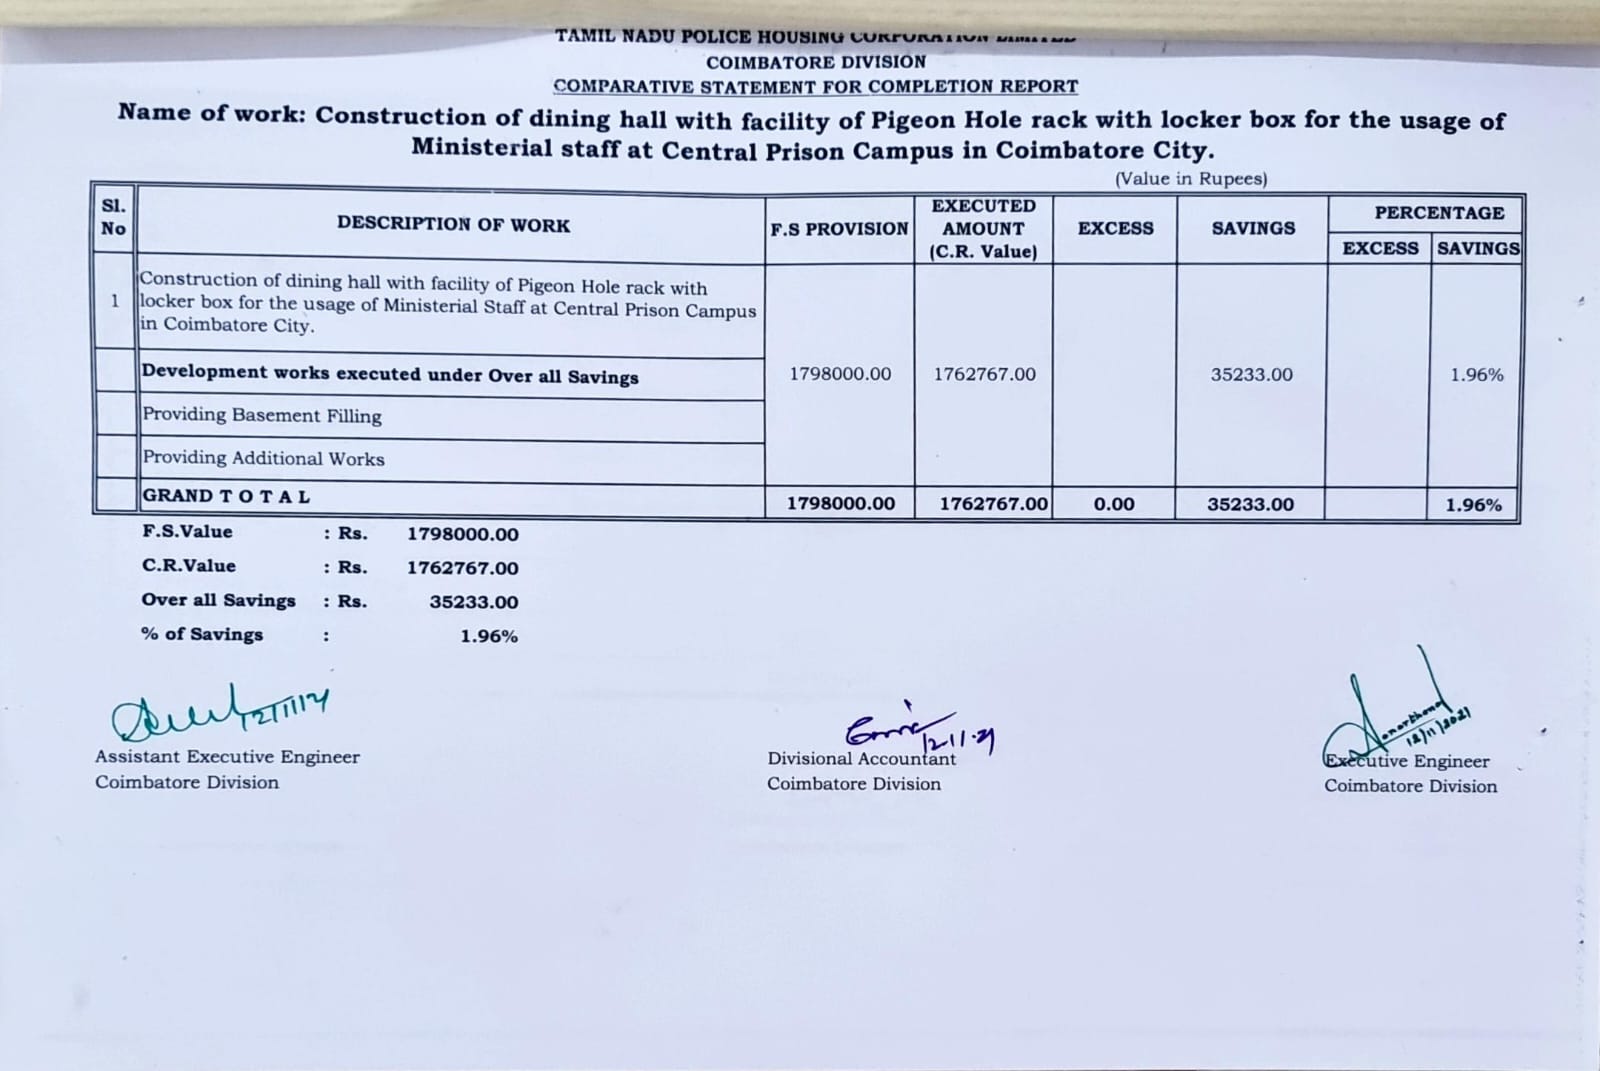 TAMIL NADU POLICE HOUSING CORPORATION LIMITED
COIMBATORE DIVISION
COMPARATIVE STATEMENT FOR COMPLETION REPORT
Name of work: Construction of dining hall with facility of Pigeon Hole rack with locker box for the usage of
Ministerial staff at Central Prison Campus in Coimbatore City.
(Value in Rupees)
Sl. No DESCRIPTION OF WORK F.S PROVISION EXECUTED AMOUNT (C.R. Value) EXCESS SAVINGS PERCENTAGE
EXCESS SAVINGS
1 Construction of dining hall with facility of Pigeon Hole rack with
locker box for the usage of Ministerial Staff at Central Prison Campus
in Coimbatore City.
Development works executed under Over all Savings 1798000.00 1762767.00 35233.00 1.96%
Providing Basement Filling
Providing Additional Works
GRAND T O T A L 1798000.00 1762767.00 0.00 35233.00 1.96%
F.S.Value : Rs. 1798000.00
C.R.Value : Rs. 1762767.00
Over all Savings : Rs. 35233.00
% of Savings : 1.96%
12-11-21
12/11/2021
Assistant Executive Engineer Divisional Accountant Executive Engineer
Coimbatore Division Coimbatore Division Coimbatore Division